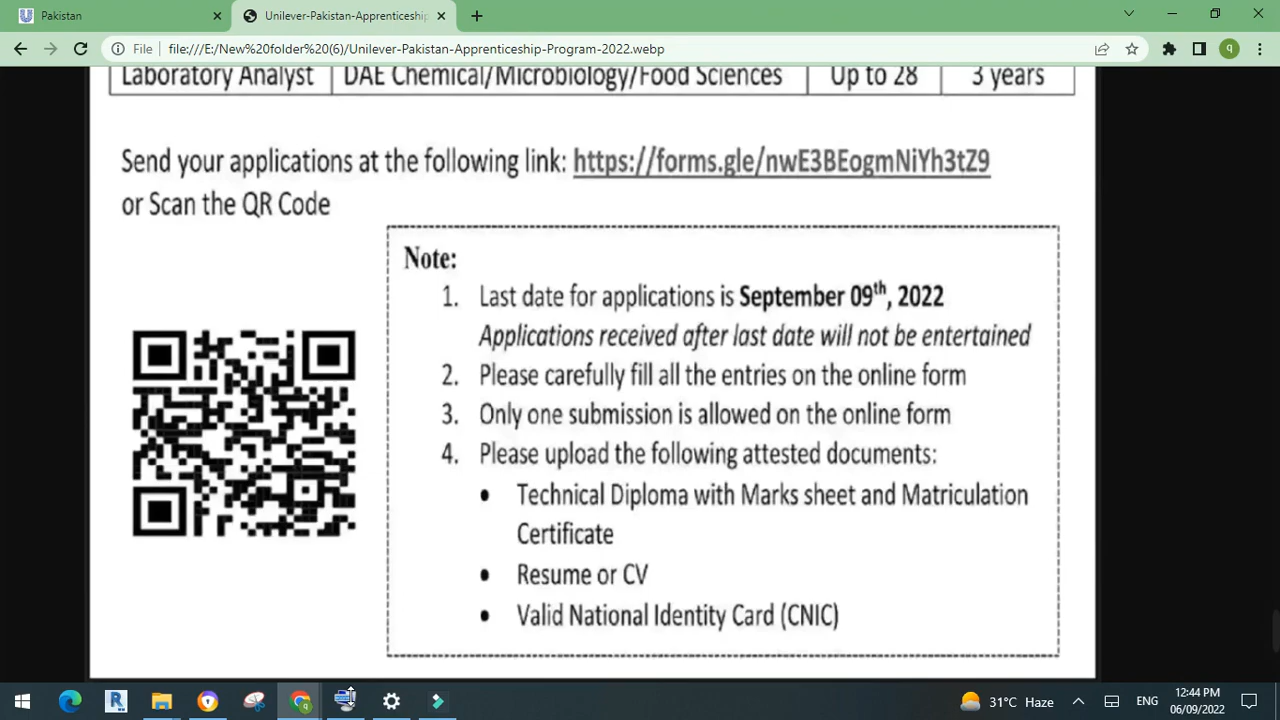 Pakistan
Unilever-Pakistan-Apprenticeship
File
file:///E:/New%20folder%20(6)/Unilever-Pakistan-Apprenticeship-Program-2022.webp
q
Laboratory Analyst DAE Chemical/Microbiology/Food Sciences Up to 28 3 years
Send your applications at the following link: https://forms.gle/nwE3BEogmNiYh3tZ9
or Scan the QR Code
Note:
1. Last date for applications is September 09th, 2022
Applications received after last date will not be entertained
2. Please carefully fill all the entries on the online form
3. Only one submission is allowed on the online form
4. Please upload the following attested documents:
• Technical Diploma with Marks sheet and Matriculation
Certificate
• Resume or CV
• Valid National Identity Card (CNIC)
R
31°C Haze
ENG
12:44 PM
06/09/2022